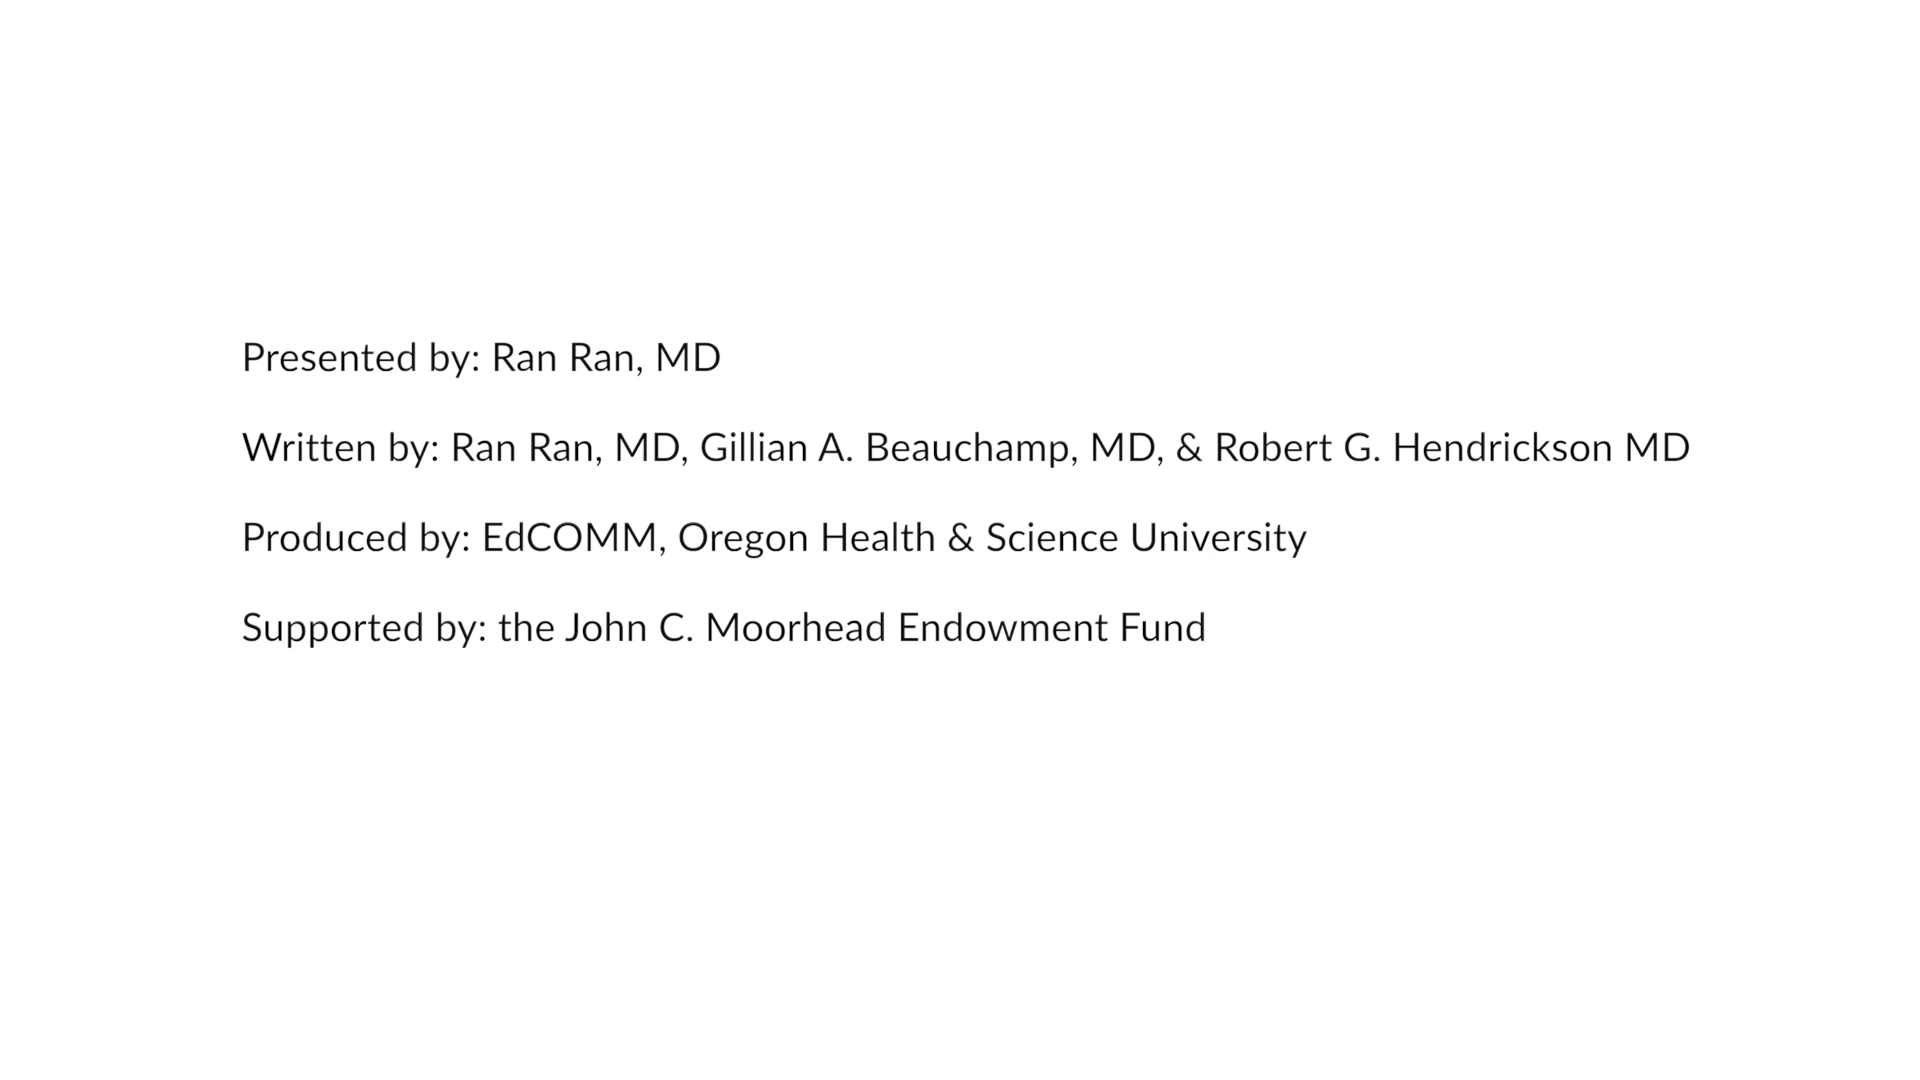 Presented by: Ran Ran, MD
Written by: Ran Ran, MD, Gillian A. Beauchamp, MD, & Robert G. Hendrickson MD
Produced by: EdCOMM, Oregon Health & Science University
Supported by: the John C. Moorhead Endowment Fund